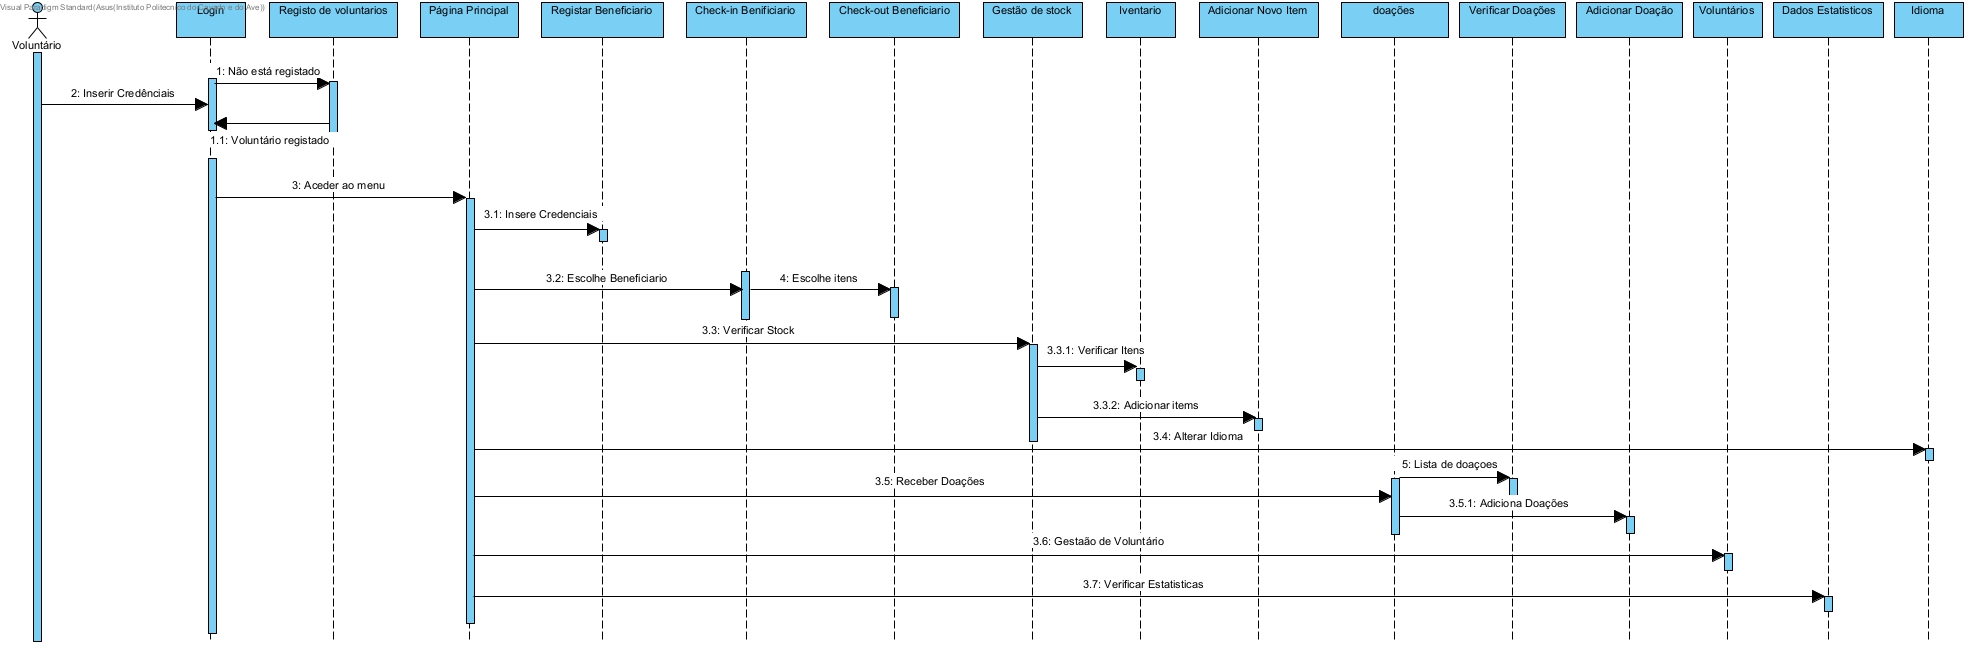 Visual Paradigm Standard(Asus(Instituto Politecnico do Cavado e do Ave))
Voluntário
Login
Registo de voluntarios
Página Principal
Registar Beneficiario
Check-in Benificiario
Check-out Beneficiario
Gestão de stock
Iventario
Adicionar Novo Item
doações
Verificar Doações
Adicionar Doação
Voluntários
Dados Estatisticos
Idioma
1: Não está registado
2: Inserir Credênciais
1.1: Voluntário registado
3: Aceder ao menu
3.1: Insere Credenciais
3.2: Escolhe Beneficiario
4: Escolhe itens
3.3: Verificar Stock
3.3.1: Verificar Itens
3.3.2: Adicionar items
3.4: Alterar Idioma
5: Lista de doaçoes
3.5: Receber Doações
3.5.1: Adiciona Doações
3.6: Gestaão de Voluntário
3.7: Verificar Estatisticas